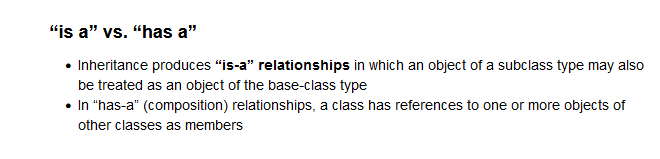 “is a” vs. “has a”
• Inheritance produces “is-a” relationships in which an object of a subclass type may also
be treated as an object of the base-class type
• In “has-a” (composition) relationships, a class has references to one or more objects of
other classes as members